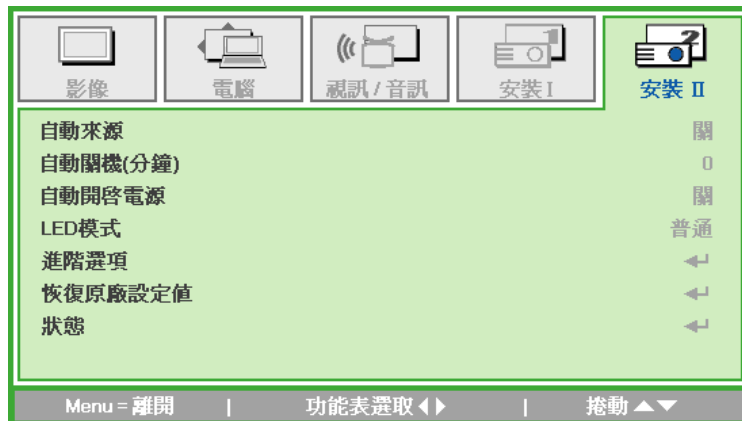 影像
電腦
視訊 / 音訊
安裝 I
安裝 II
自動來源 關
自動關機(分鐘) 0
自動開啓電源 關
LED模式 普通
進階選項
恢復原廠設定值
狀態
Menu = 離開 | 功能表選取 | 捲動